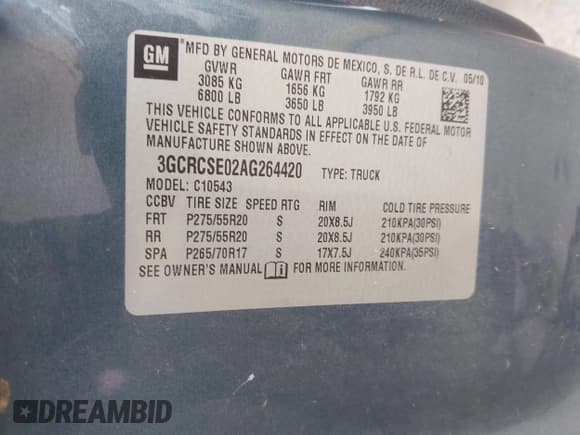 GM
MFD BY GENERAL MOTORS DE MEXICO, S. DE R.L. DE C.V. 05/10
GVWR GAWR FRT GAWR RR
3085 KG 1656 KG 1792 KG
6800 LB 3650 LB 3950 LB
THIS VEHICLE CONFORMS TO ALL APPLICABLE U.S. FEDERAL MOTOR
VEHICLE SAFETY STANDARDS IN EFFECT ON THE DATE OF
MANUFACTURE SHOWN ABOVE.
3GCRCSE02AG264420 TYPE: TRUCK
MODEL: C10543
CCBV TIRE SIZE SPEED RTG RIM COLD TIRE PRESSURE
FRT P275/55R20 S 20X8.5J 210KPA(30PSI)
RR P275/55R20 S 20X8.5J 210KPA(30PSI)
SPA P265/70R17 S 17X7.5J 240KPA(35PSI)
SEE OWNER'S MANUAL FOR MORE INFORMATION.
DREAMBID